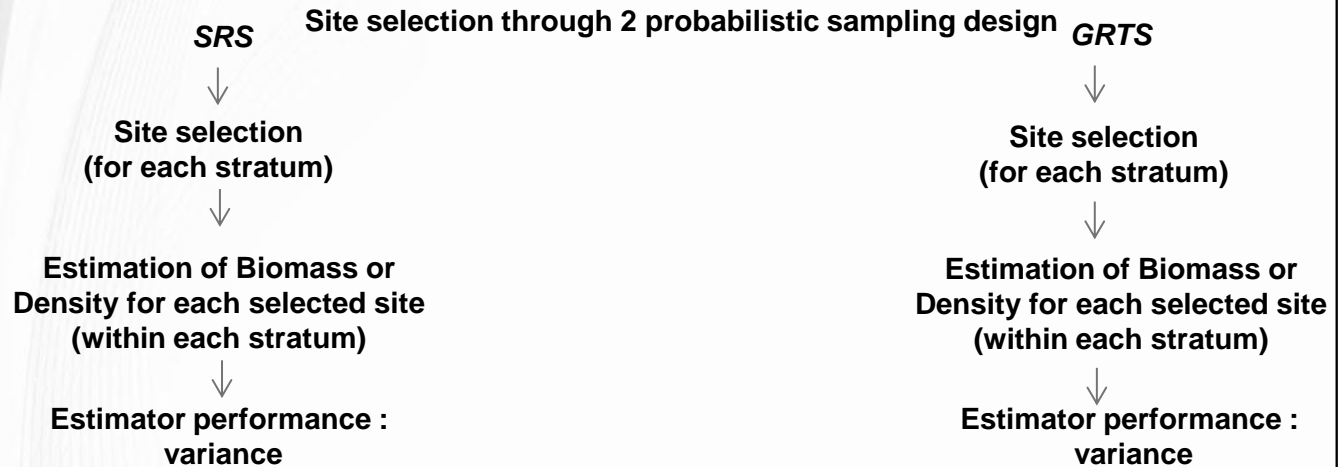 Site selection through 2 probabilistic sampling design
SRS
Site selection
(for each stratum)
Estimation of Biomass or
Density for each selected site
(within each stratum)
Estimator performance :
variance
GRTS
Site selection
(for each stratum)
Estimation of Biomass or
Density for each selected site
(within each stratum)
Estimator performance :
variance